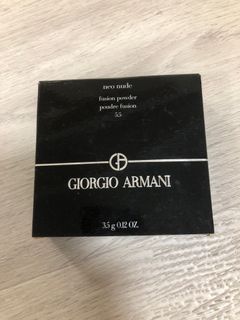 neo nude
fusion powder
poudre fusion
5.5
GIORGIO ARMANI
3.5 g 0.12 OZ.